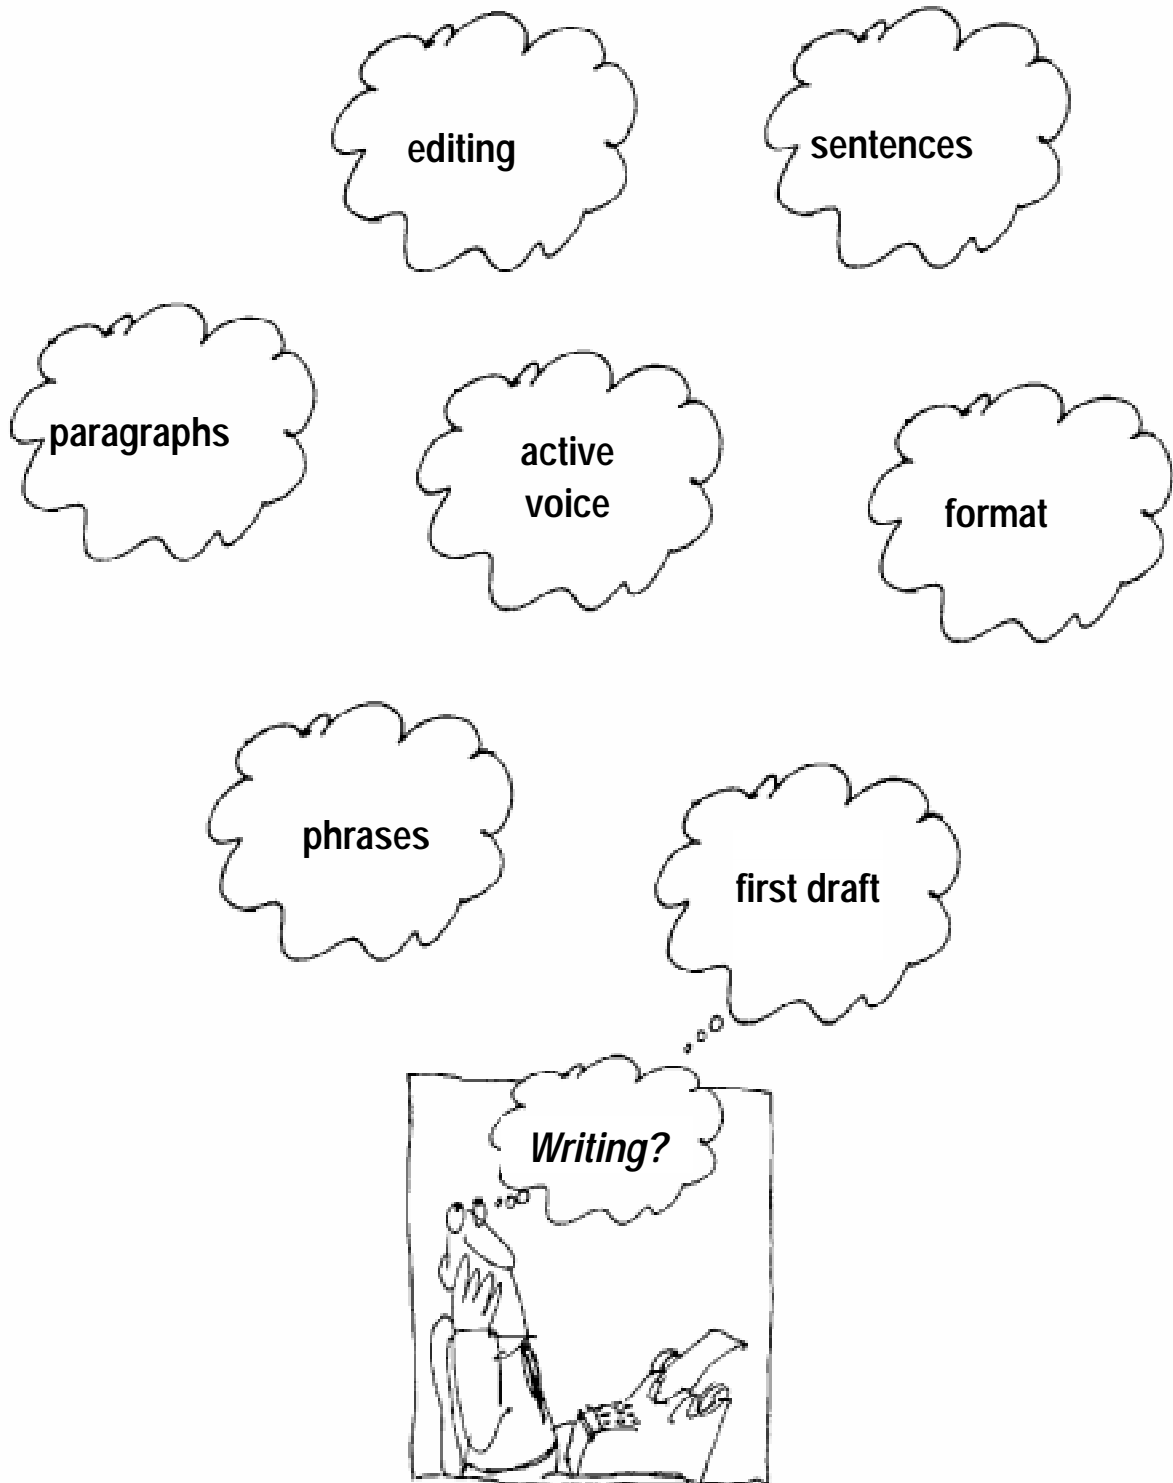 editing
sentences
paragraphs
active
voice
format
phrases
first draft
Writing?